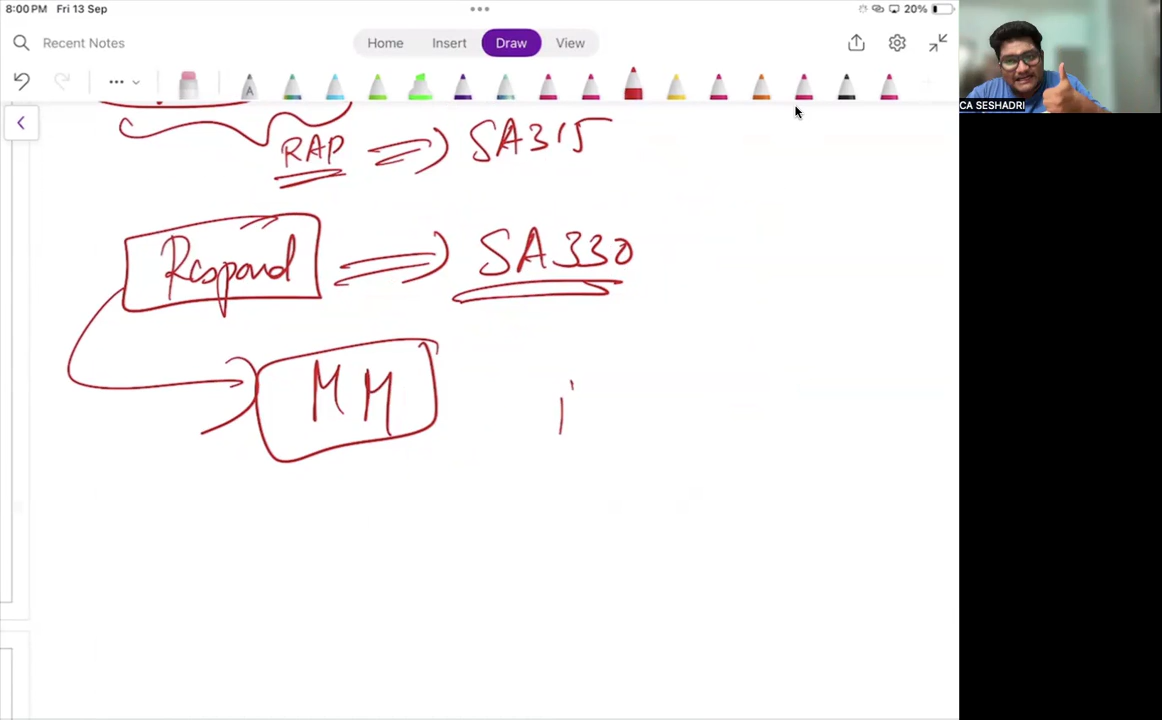 8:00 PM Fri 13 Sep
20%
Recent Notes
Home Insert Draw View
A
CA SESHADRI
RAP ⇒ SA315
Respond ⇒ SA330
MM
i